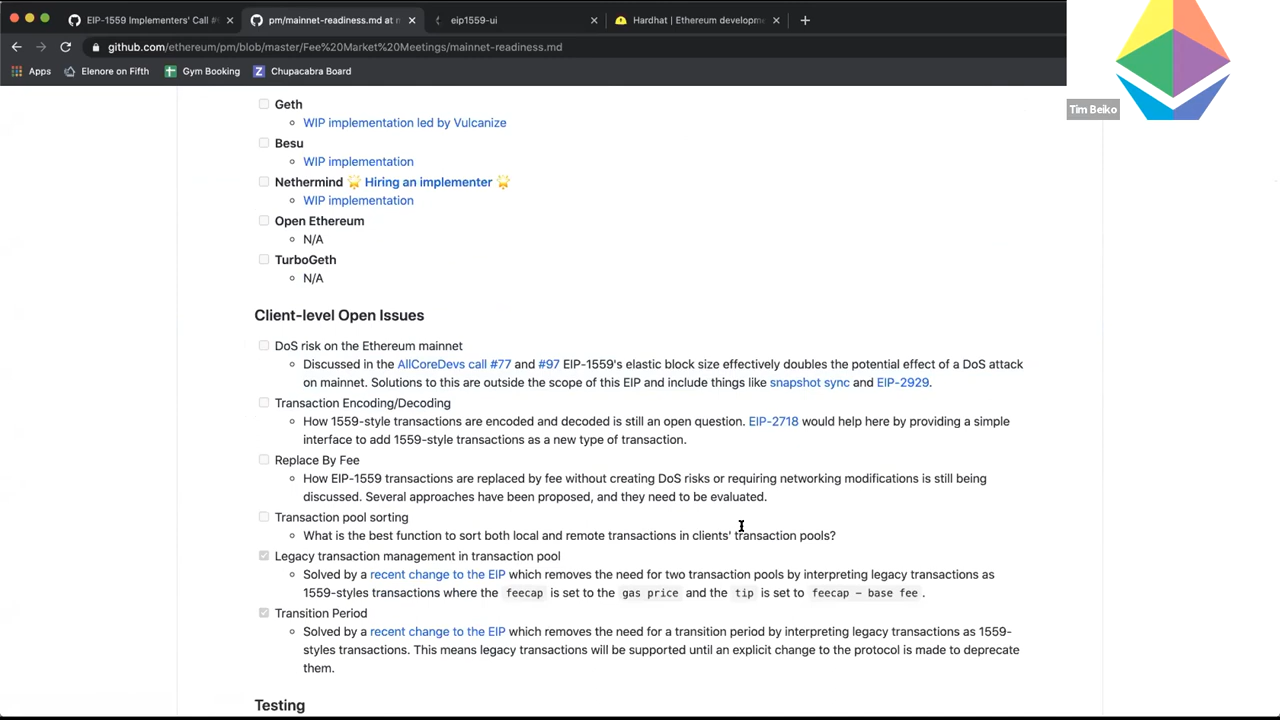 EIP-1559 Implementers' Call #
pm/mainnet-readiness.md at m
eip1559-ui
Hardhat | Ethereum developme
github.com/ethereum/pm/blob/master/Fee%20Market%20Meetings/mainnet-readiness.md
Apps
Elenore on Fifth
Gym Booking
Chupacabra Board
Tim Beiko
Geth
WIP implementation led by Vulcanize
Besu
WIP implementation
Nethermind 🌟 Hiring an implementer 🌟
WIP implementation
Open Ethereum
N/A
TurboGeth
N/A
Client-level Open Issues
DoS risk on the Ethereum mainnet
Discussed in the AllCoreDevs call #77 and #97 EIP-1559's elastic block size effectively doubles the potential effect of a DoS attack
on mainnet. Solutions to this are outside the scope of this EIP and include things like snapshot sync and EIP-2929.
Transaction Encoding/Decoding
How 1559-style transactions are encoded and decoded is still an open question. EIP-2718 would help here by providing a simple
interface to add 1559-style transactions as a new type of transaction.
Replace By Fee
How EIP-1559 transactions are replaced by fee without creating DoS risks or requiring networking modifications is still being
discussed. Several approaches have been proposed, and they need to be evaluated.
Transaction pool sorting
What is the best function to sort both local and remote transactions in clients' transaction pools?
Legacy transaction management in transaction pool
Solved by a recent change to the EIP which removes the need for two transaction pools by interpreting legacy transactions as
1559-styles transactions where the feecap is set to the gas price and the tip is set to feecap - base fee .
Transition Period
Solved by a recent change to the EIP which removes the need for a transition period by interpreting legacy transactions as 1559-
styles transactions. This means legacy transactions will be supported until an explicit change to the protocol is made to deprecate
them.
Testing